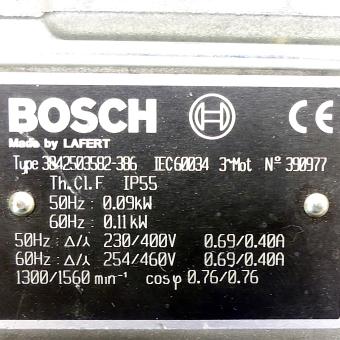 BOSCH CE
Made by LAFERT
Type 3842503582-386 IEC60034 3~Mot Nº 390977
Th.Cl.F IP55
50Hz: 0.09kW
60Hz: 0.11kW
50Hz : Δ/⅄ 230/400V 0.69/0.40A
60Hz : Δ/⅄ 254/460V 0.69/0.40A
1300/1560 min⁻¹ cosφ 0.76/0.76